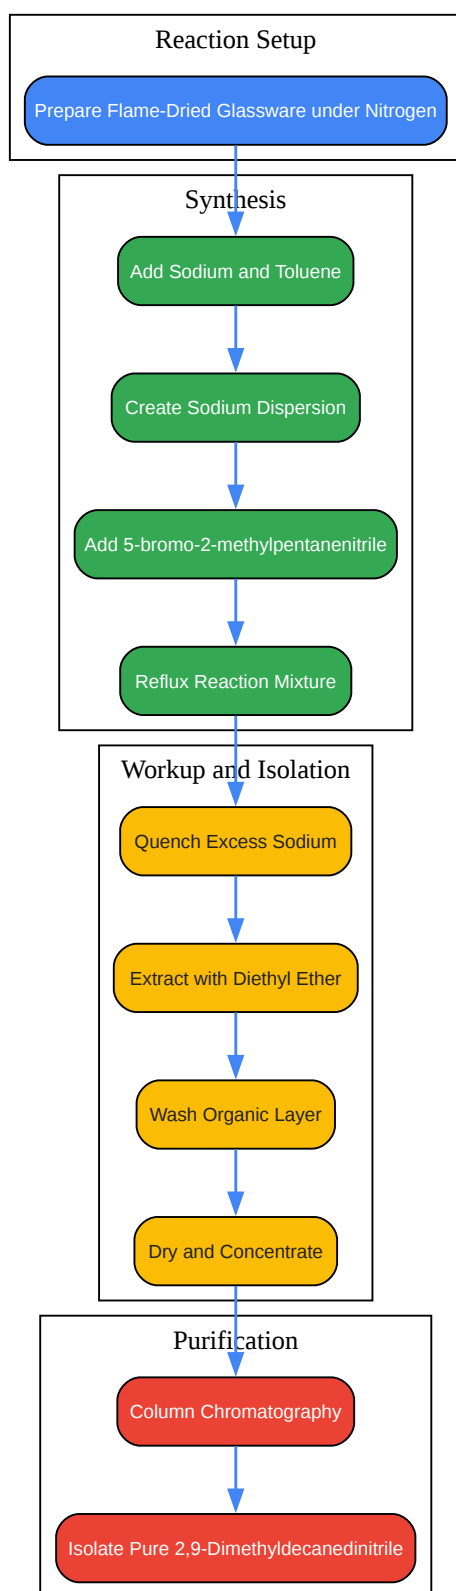 Reaction Setup
Prepare Flame-Dried Glassware under Nitrogen
Synthesis
Add Sodium and Toluene
Create Sodium Dispersion
Add 5-bromo-2-methylpentanenitrile
Reflux Reaction Mixture
Workup and Isolation
Quench Excess Sodium
Extract with Diethyl Ether
Wash Organic Layer
Dry and Concentrate
Purification
Column Chromatography
Isolate Pure 2,9-Dimethyldecanedinitrile